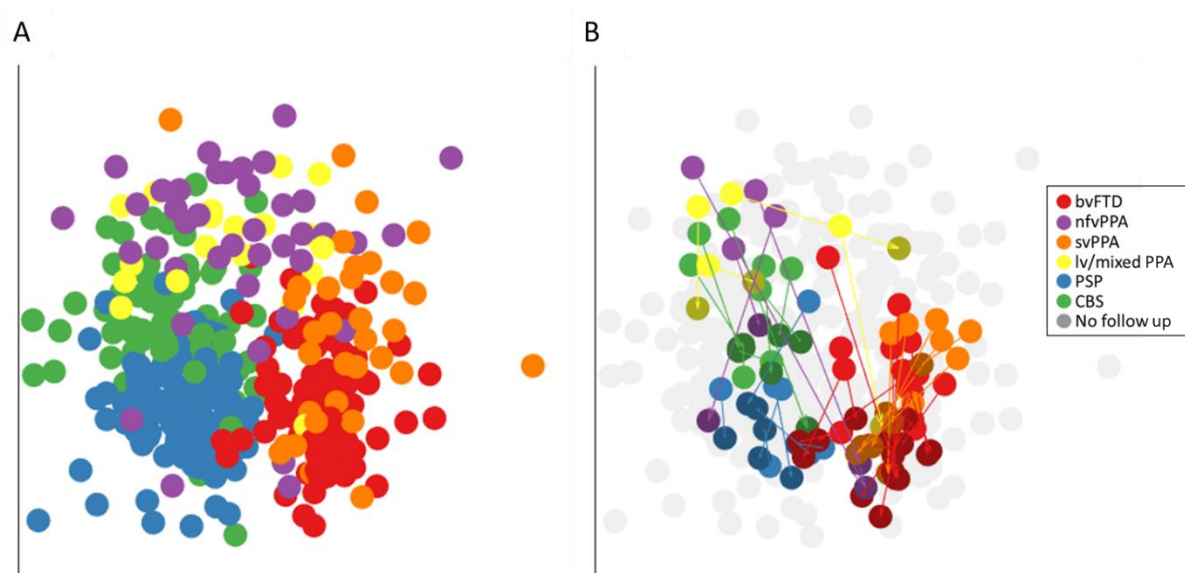 A
B
bvFTD
nfvPPA
svPPA
lv/mixed PPA
PSP
CBS
No follow up